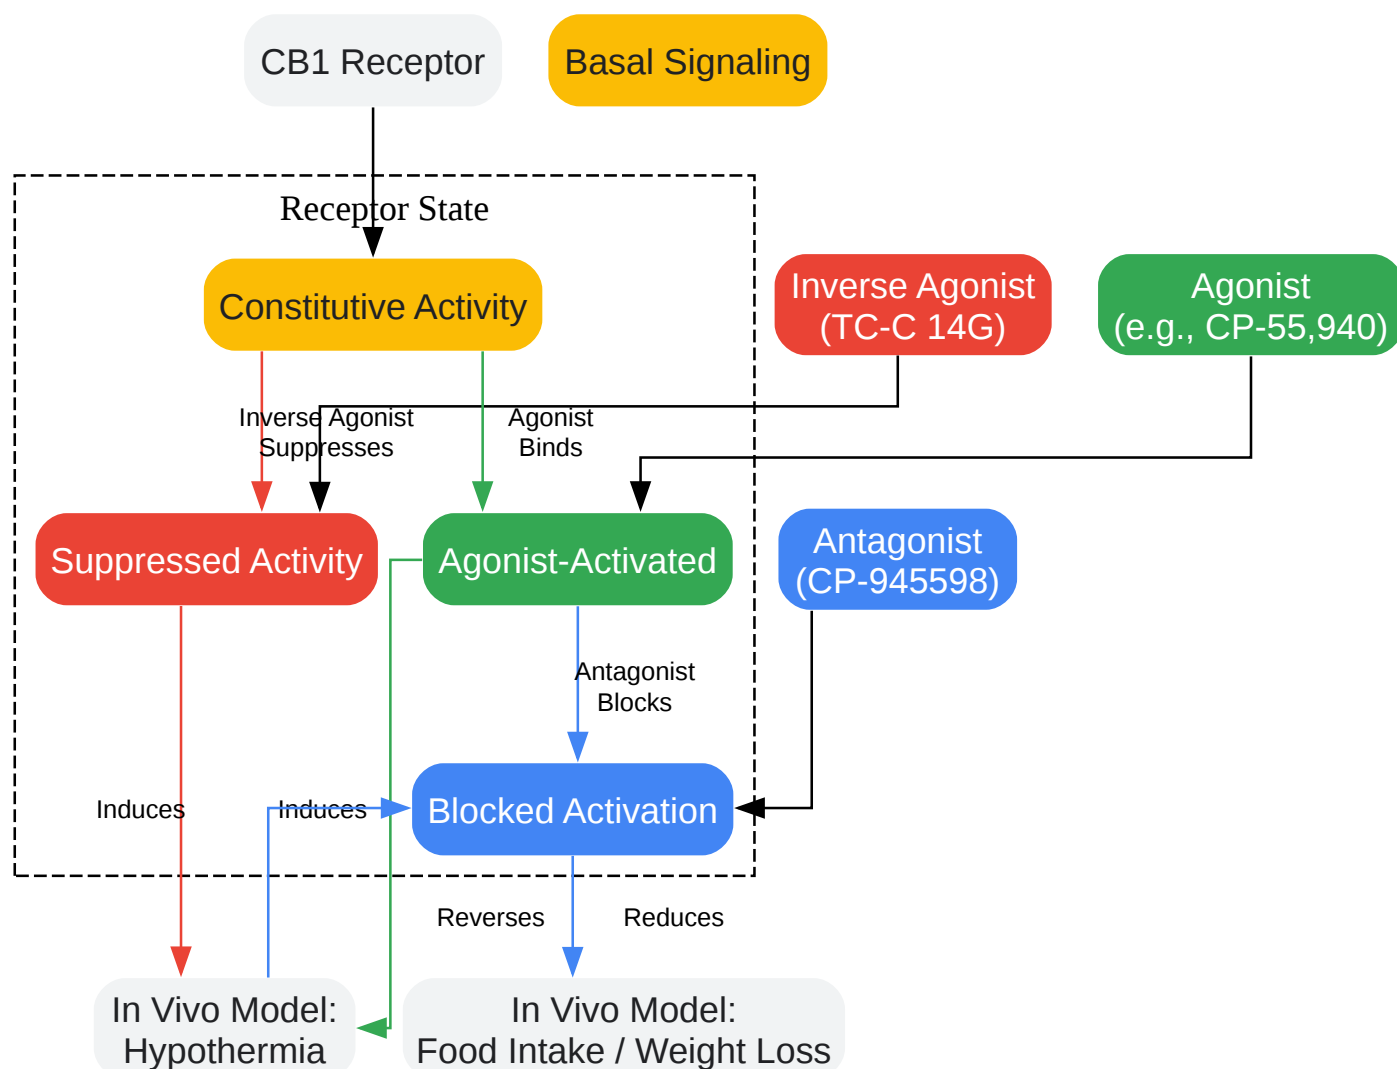 CB1 Receptor
Basal Signaling
Receptor State
Constitutive Activity
Inverse Agonist
(TC-C 14G)
Agonist
(e.g., CP-55,940)
Inverse Agonist
Suppresses
Agonist
Binds
Suppressed Activity
Agonist-Activated
Antagonist
(CP-945598)
Antagonist
Blocks
Induces
Induces
Blocked Activation
Reverses
Reduces
In Vivo Model:
Hypothermia
In Vivo Model:
Food Intake / Weight Loss